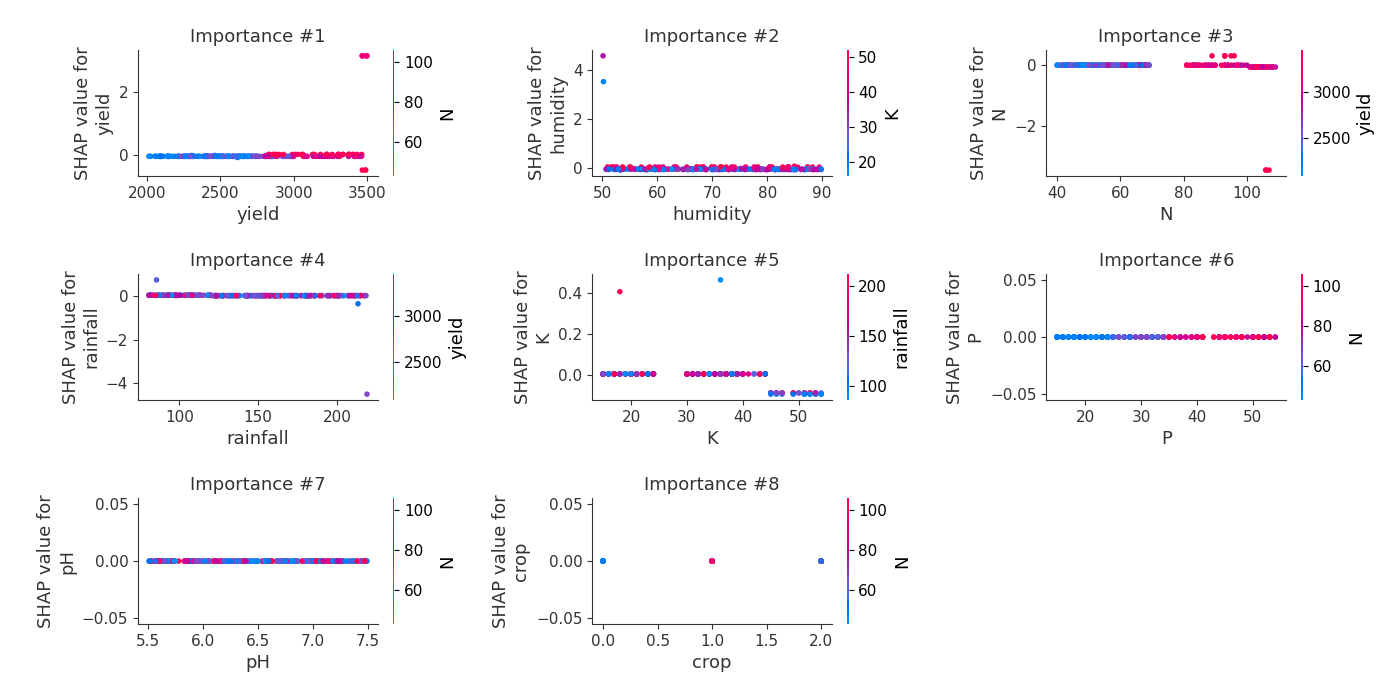 Importance #1
SHAP value for
yield
2
0
2000 2500 3000 3500
yield
100
80
60
N
Importance #2
SHAP value for
humidity
4
2
0
50 60 70 80 90
humidity
50
40
30
20
K
Importance #3
SHAP value for
N
0
−2
40 60 80 100
N
3000
2500
yield
Importance #4
SHAP value for
rainfall
0
−2
−4
100 150 200
rainfall
3000
2500
yield
Importance #5
SHAP value for
K
0.4
0.2
0.0
20 30 40 50
K
200
150
100
rainfall
Importance #6
SHAP value for
P
0.05
0.00
−0.05
20 30 40 50
P
100
80
60
N
Importance #7
SHAP value for
pH
0.05
0.00
−0.05
5.5 6.0 6.5 7.0 7.5
pH
100
80
60
N
Importance #8
SHAP value for
crop
0.05
0.00
−0.05
0.0 0.5 1.0 1.5 2.0
crop
100
80
60
N